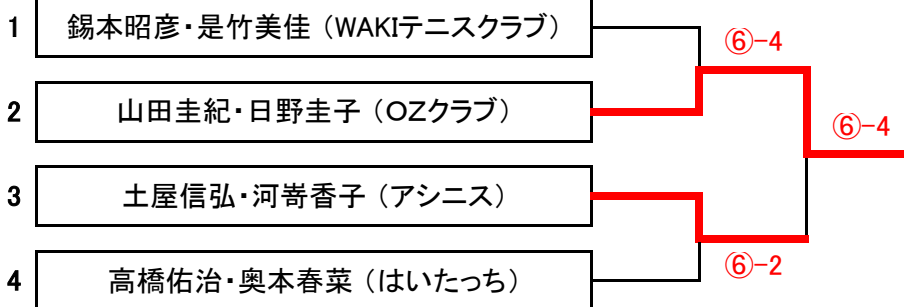 1 錫本昭彦・是竹美佳（WAKIテニスクラブ）
⑥-4
2 山田圭紀・日野圭子（OZクラブ）
⑥-4
3 土屋信弘・河嵜香子（アシニス）
⑥-2
4 高橋佑治・奥本春菜（はいたっち）